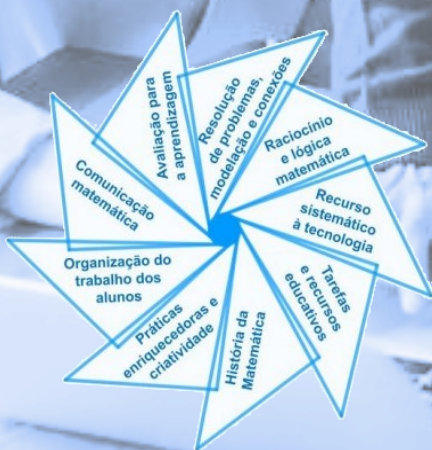 Avaliação para
a aprendizagem
Resolução
de problemas,
modelação e conexões
Raciocínio
e lógica
matemática
Recurso
sistemático
à tecnologia
Tarefas
e recursos
educativos
História da
Matemática
Práticas
enriquecedoras e
criatividade
Organização do
trabalho dos
alunos
Comunicação
matemática